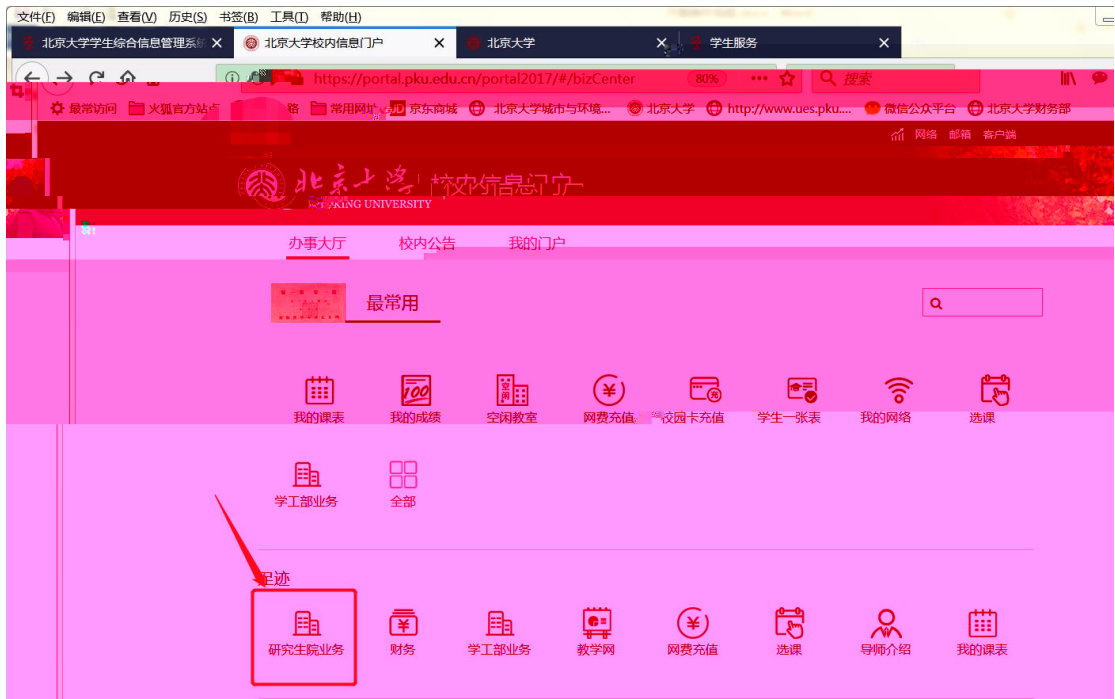 文件(F) 编辑(E) 查看(V) 历史(S) 书签(B) 工具(T) 帮助(H)
北京大学学生综合信息管理系统 北京大学校内信息门户 北京大学 学生服务
https://portal.pku.edu.cn/portal2017/#/bizCenter 80% 搜索
最常访问 火狐官方站点 常用网址 JD 京东商城 北京大学城市与环境... 北京大学 http://www.ues.pku.... 微信公众平台 北京大学财务部
网络 邮箱 客户端
北京大学 校内信息门户
PEKING UNIVERSITY
办事大厅 校内公告 我的门户
最常用
我的课表 我的成绩 空闲教室 网费充值 校园卡充值 学生一张表 我的网络 选课
学工部业务 全部
足迹
研究生院业务 财务 学工部业务 教学网 网费充值 选课 导师介绍 我的课表